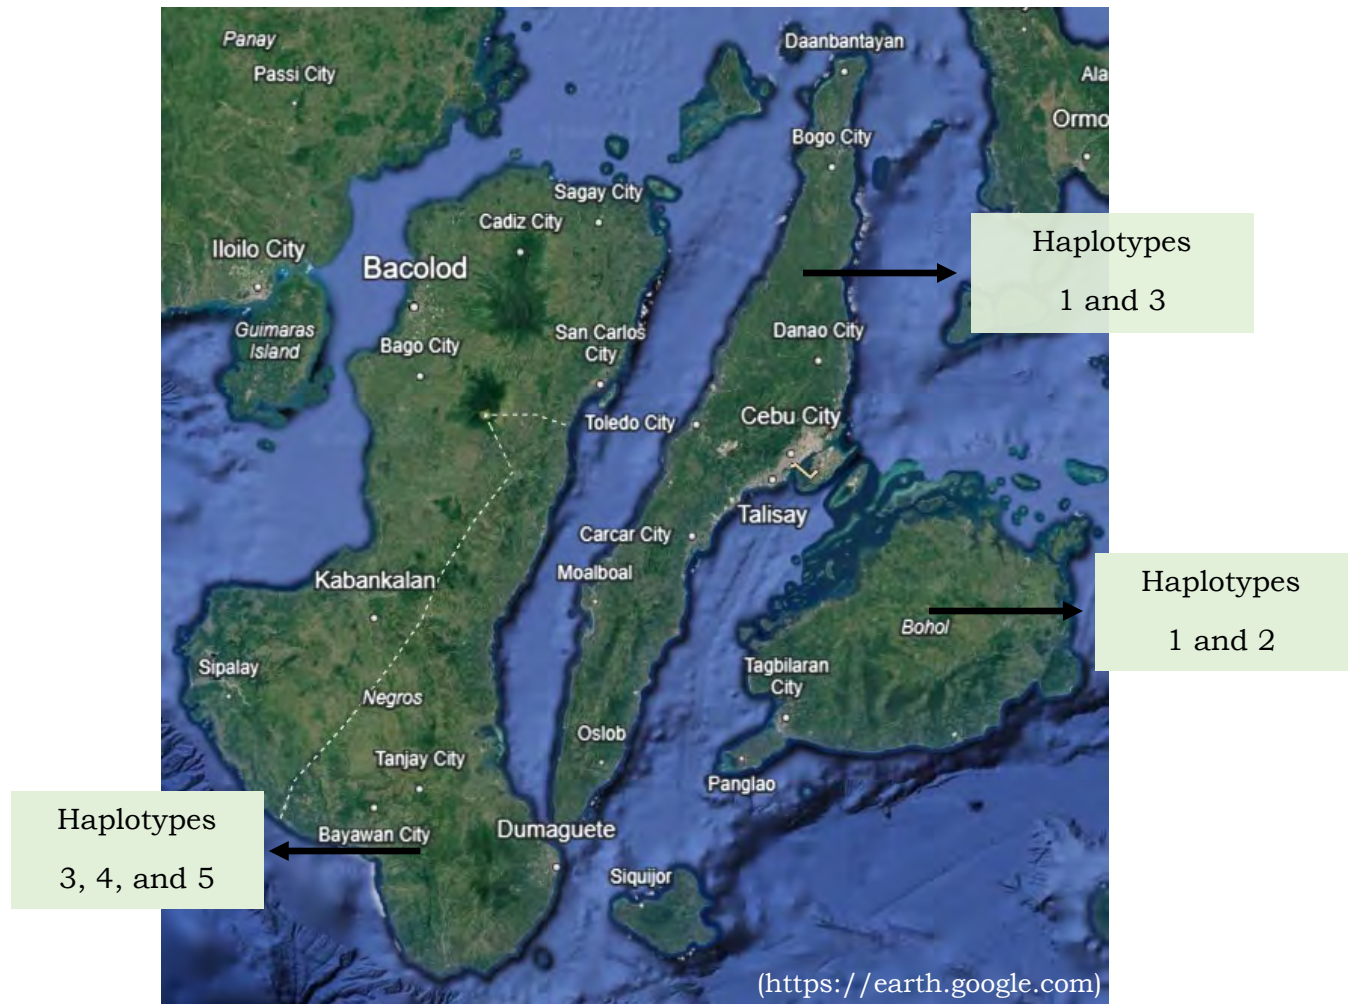 Panay
Passi City
Daanbantayan
Ala
Ormo
Bogo City
Sagay City
Cadiz City
Iloilo City
Bacolod
Haplotypes
1 and 3
Guimaras
Island
Bago City
San Carlos
City
Danao City
Toledo City
Cebu City
Talisay
Carcar City
Moalboal
Kabankalan
Haplotypes
1 and 2
Bohol
Sipalay
Negros
Tagbilaran
City
Oslob
Tanjay City
Panglao
Haplotypes
3, 4, and 5
Bayawan City
Dumaguete
Siquijor
(https://earth.google.com)